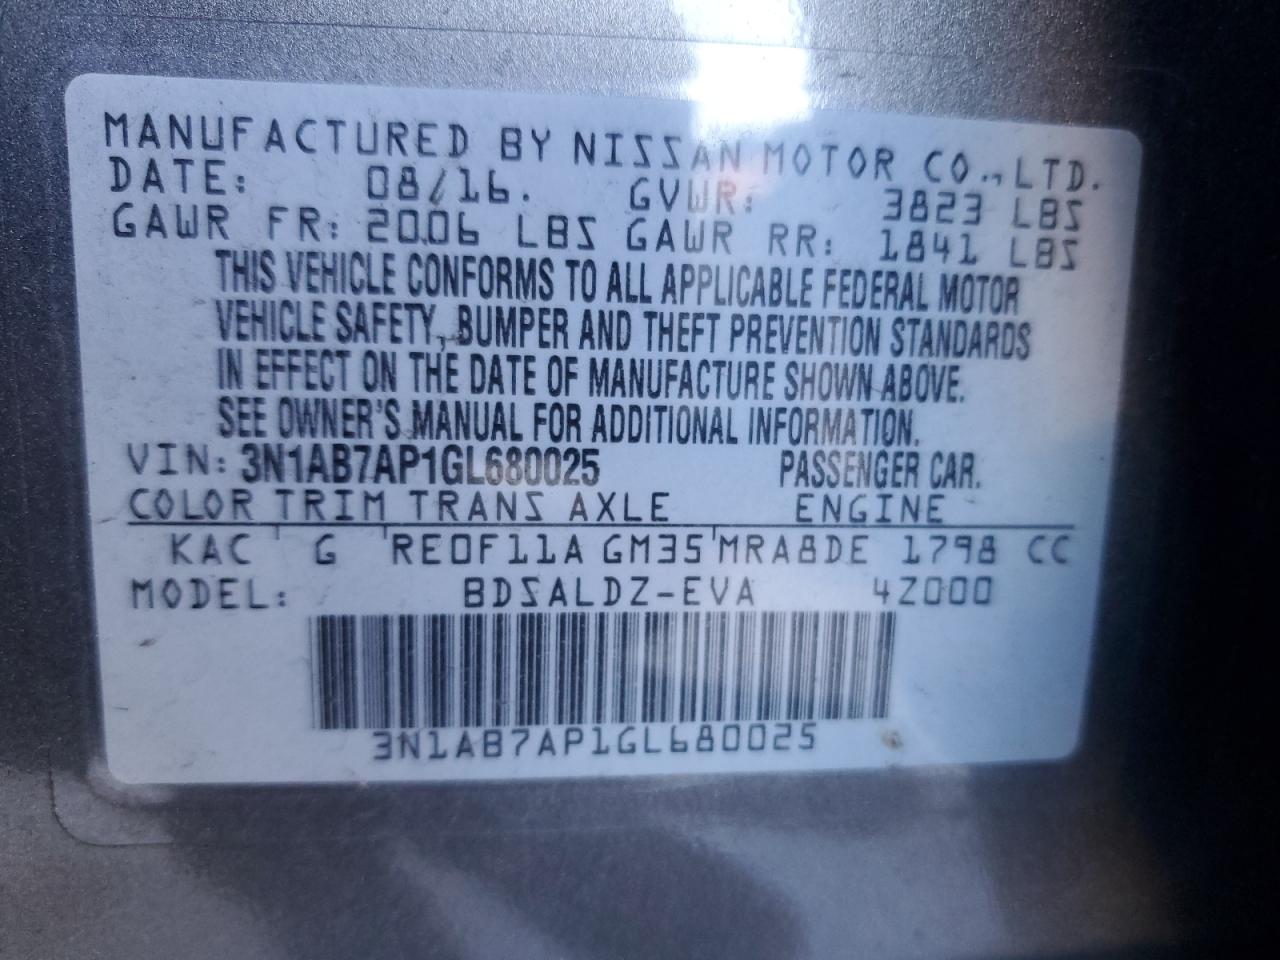 MANUFACTURED BY NISSAN MOTOR CO., LTD.
DATE: 08/16. GVWR: 3823 LBS
GAWR FR: 2006 LBS GAWR RR: 1841 LBS
THIS VEHICLE CONFORMS TO ALL APPLICABLE FEDERAL MOTOR
VEHICLE SAFETY, BUMPER AND THEFT PREVENTION STANDARDS
IN EFFECT ON THE DATE OF MANUFACTURE SHOWN ABOVE.
SEE OWNER'S MANUAL FOR ADDITIONAL INFORMATION.
VIN: 3N1AB7AP1GL680025 PASSENGER CAR.
COLOR TRIM TRANS AXLE ENGINE
KAC G RE0F11A GM35 MRA8DE 1798 CC
MODEL: BDSALDZ-EVA 4Z000
3N1AB7AP1GL680025